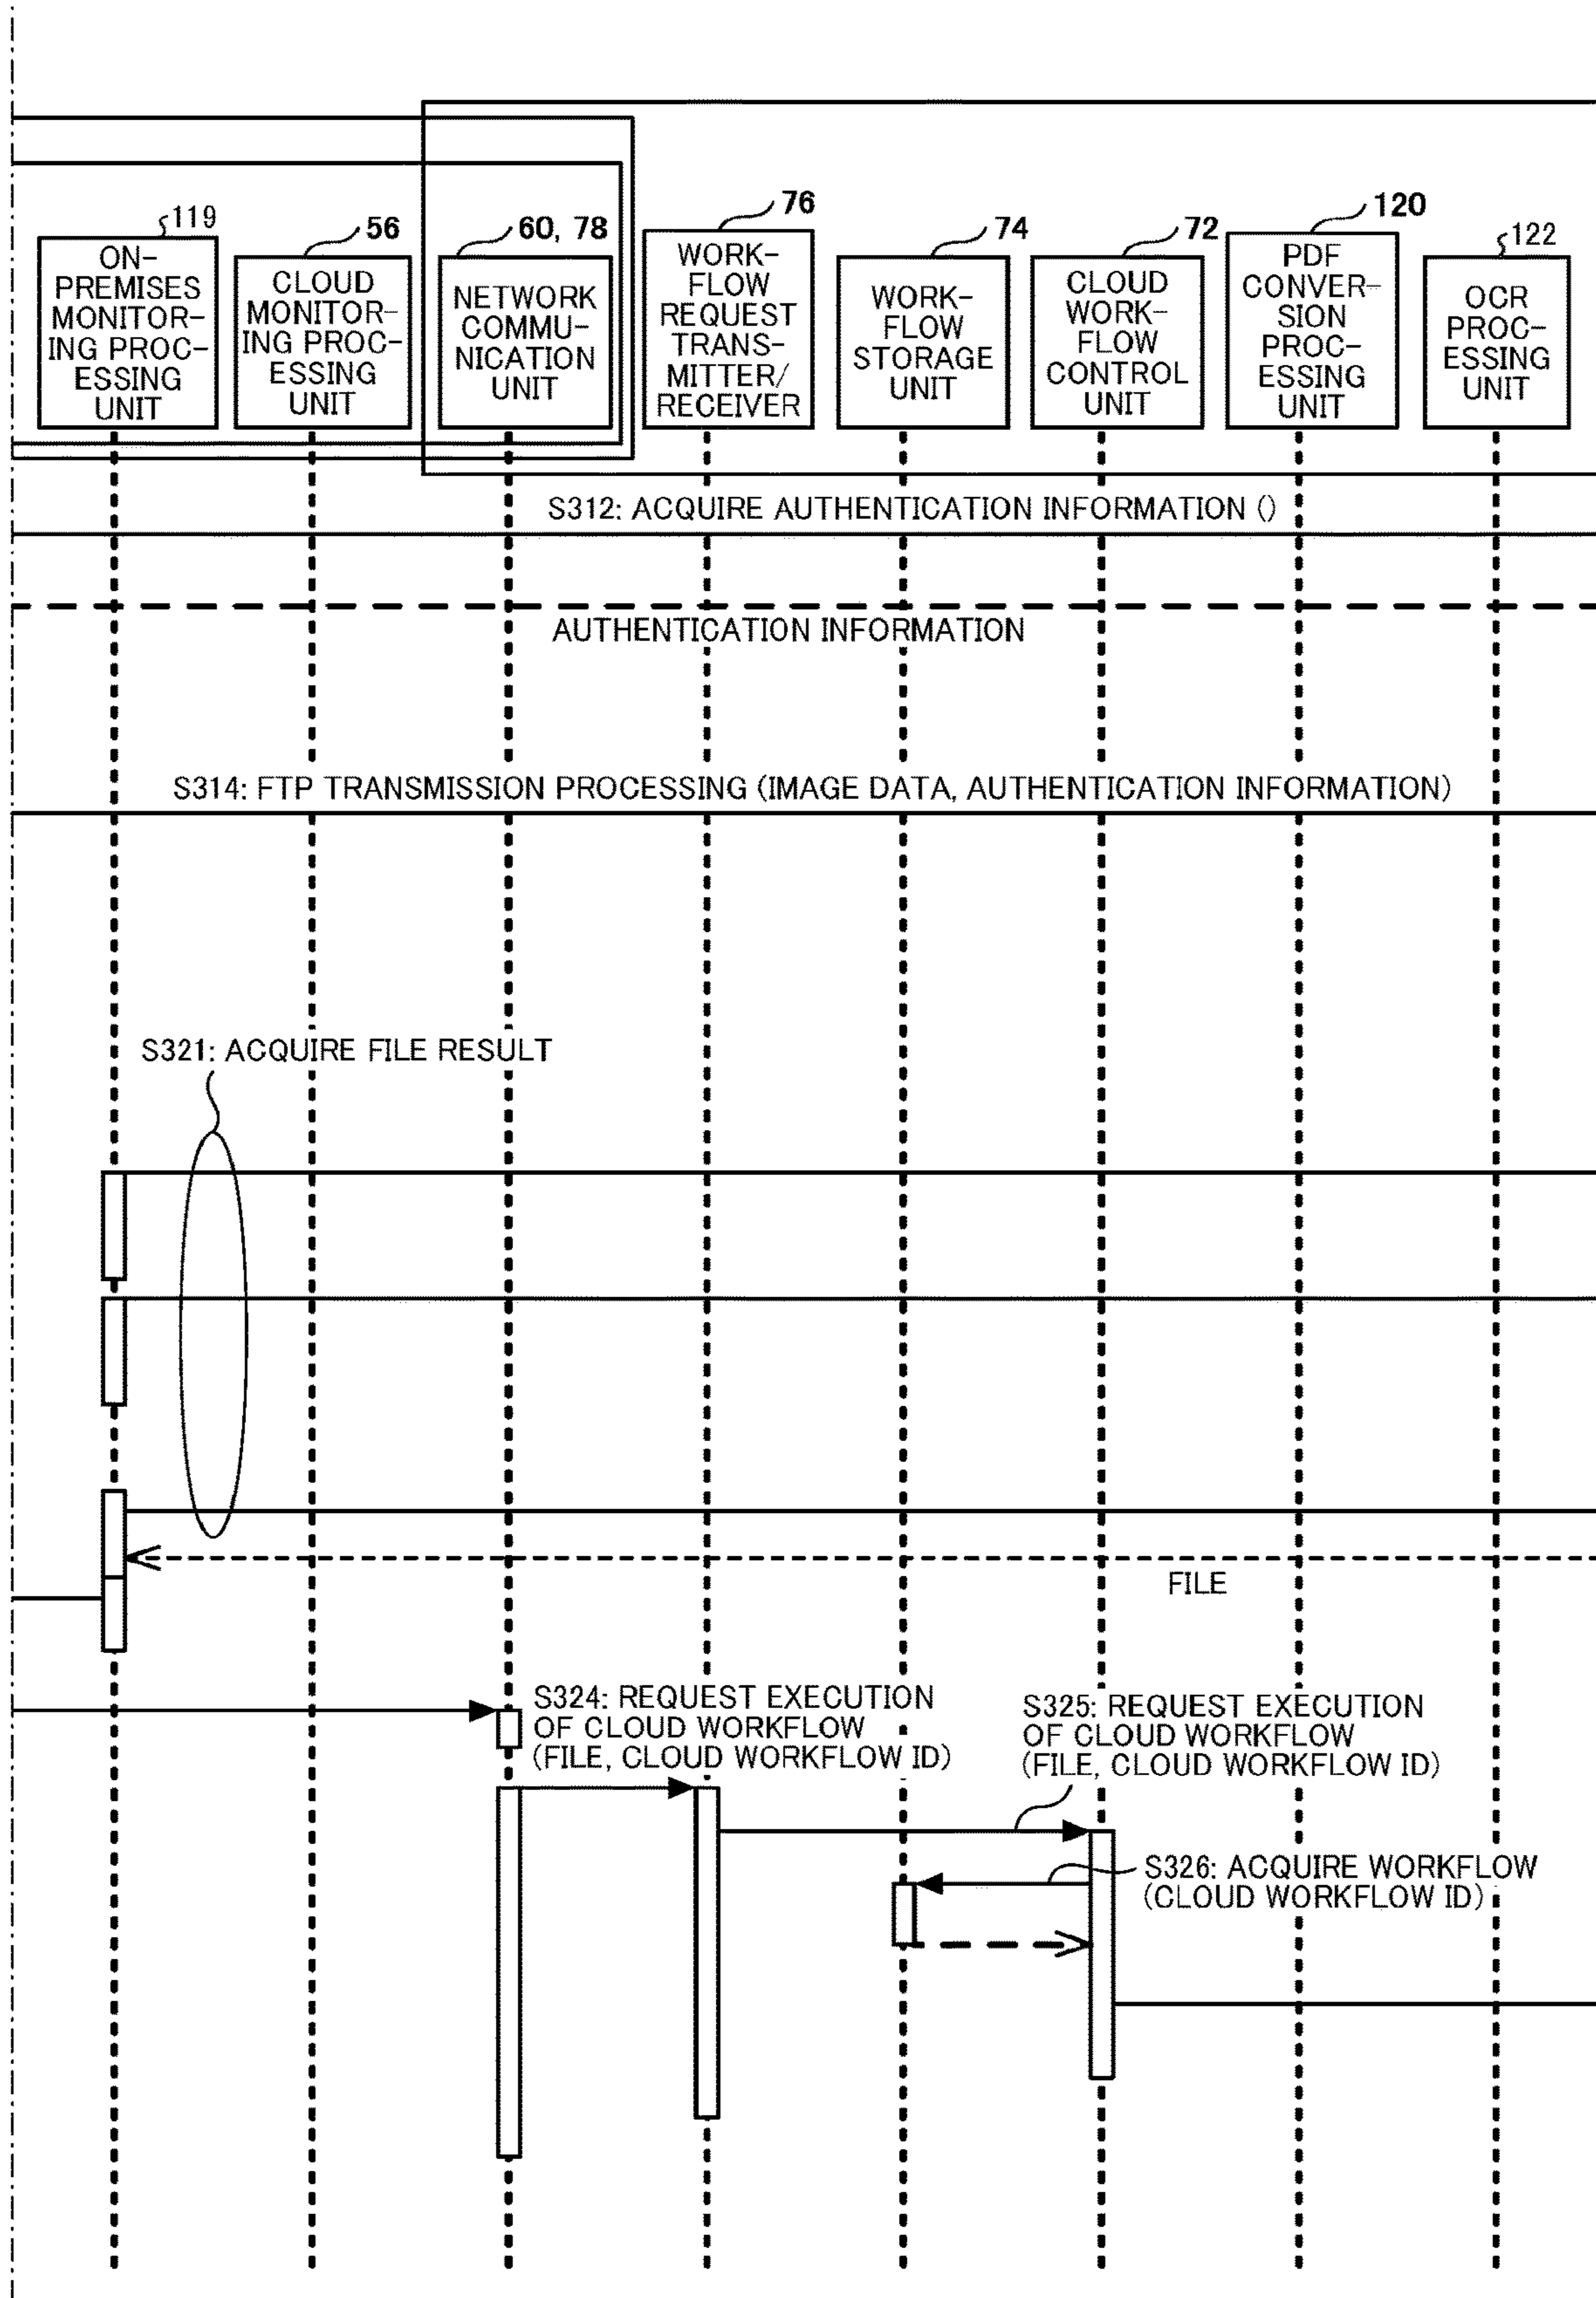 119
ON-
PREMISES
MONITOR-
ING PROC-
ESSING
UNIT
56
CLOUD
MONITOR-
ING PROC-
ESSING
UNIT
60, 78
NETWORK
COMMU-
NICATION
UNIT
76
WORK-
FLOW
REQUEST
TRANS-
MITTER/
RECEIVER
74
WORK-
FLOW
STORAGE
UNIT
72
CLOUD
WORK-
FLOW
CONTROL
UNIT
120
PDF
CONVER-
SION
PROC-
ESSING
UNIT
122
OCR
PROC-
ESSING
UNIT
S312: ACQUIRE AUTHENTICATION INFORMATION ()
AUTHENTICATION INFORMATION
S314: FTP TRANSMISSION PROCESSING (IMAGE DATA, AUTHENTICATION INFORMATION)
S321: ACQUIRE FILE RESULT
FILE
S324: REQUEST EXECUTION
OF CLOUD WORKFLOW
(FILE, CLOUD WORKFLOW ID)
S325: REQUEST EXECUTION
OF CLOUD WORKFLOW
(FILE, CLOUD WORKFLOW ID)
S326: ACQUIRE WORKFLOW
(CLOUD WORKFLOW ID)